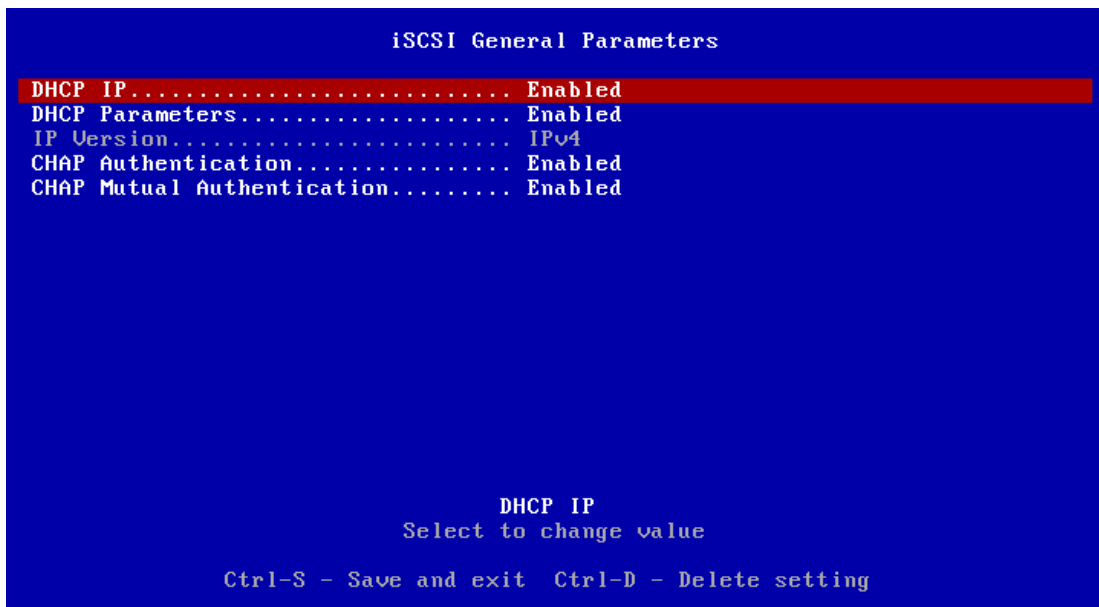 iSCSI General Parameters
DHCP IP............................ Enabled
DHCP Parameters.................... Enabled
IP Version......................... IPv4
CHAP Authentication................ Enabled
CHAP Mutual Authentication......... Enabled
DHCP IP
Select to change value
Ctrl-S - Save and exit  Ctrl-D - Delete setting